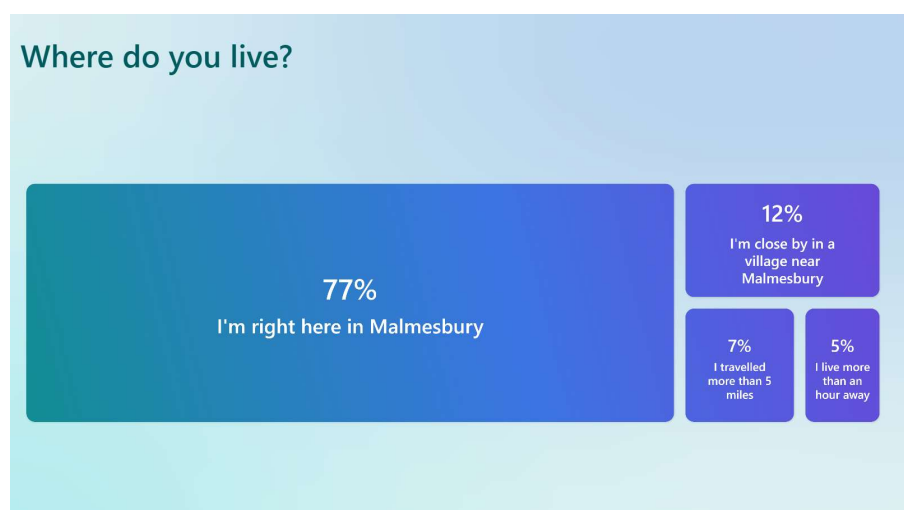 Where do you live?
77%
I'm right here in Malmesbury
12%
I'm close by in a
village near
Malmesbury
7%
I travelled
more than 5
miles
5%
I live more
than an
hour away